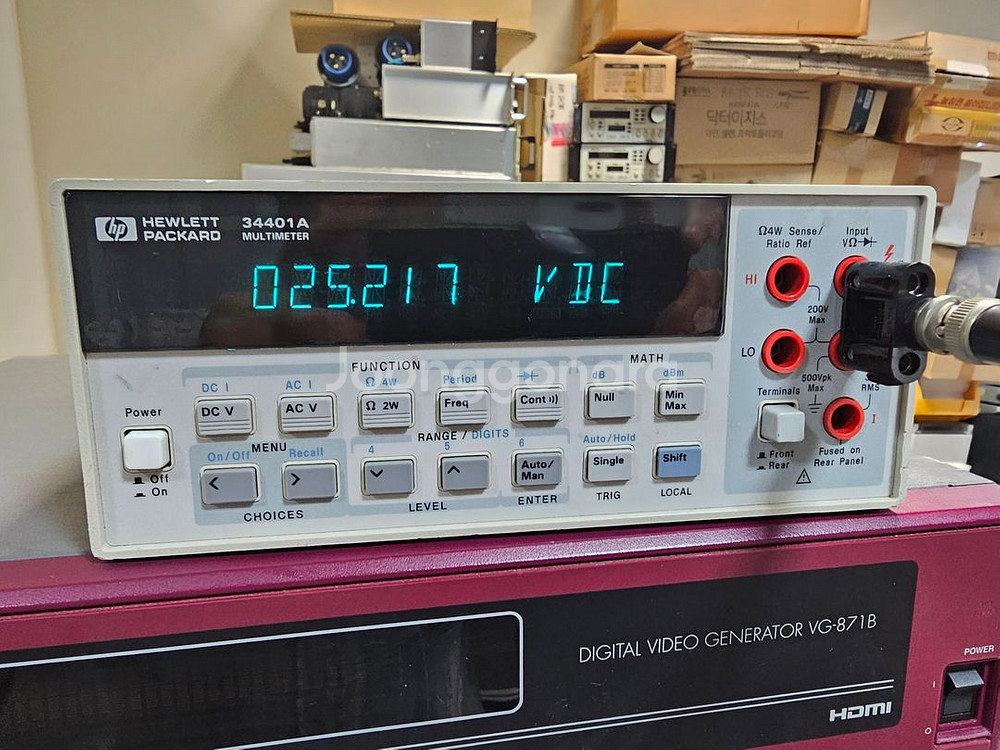 닥터이지스
hp HEWLETT PACKARD
34401A
MULTIMETER
025.217 VDC
Joonggonara
FUNCTION
MATH
DC I
AC I
Ω 4W
Period
dB
dBm
DC V
AC V
Ω 2W
Freq
Cont
Null
Min Max
Power
Off
On
MENU
RANGE / DIGITS
On/Off
Recall
4
5
6
Auto/Hold
<
>
Auto/Man
Single
Shift
CHOICES
LEVEL
ENTER
TRIG
LOCAL
Ω4W Sense/
Ratio Ref
Input
VΩ
HI
200V
Max
LO
500Vpk
Max
RMS
I
Terminals
Front
Rear
Fused on
Rear Panel
DIGITAL VIDEO GENERATOR VG-871B
HDMI
POWER
I
O